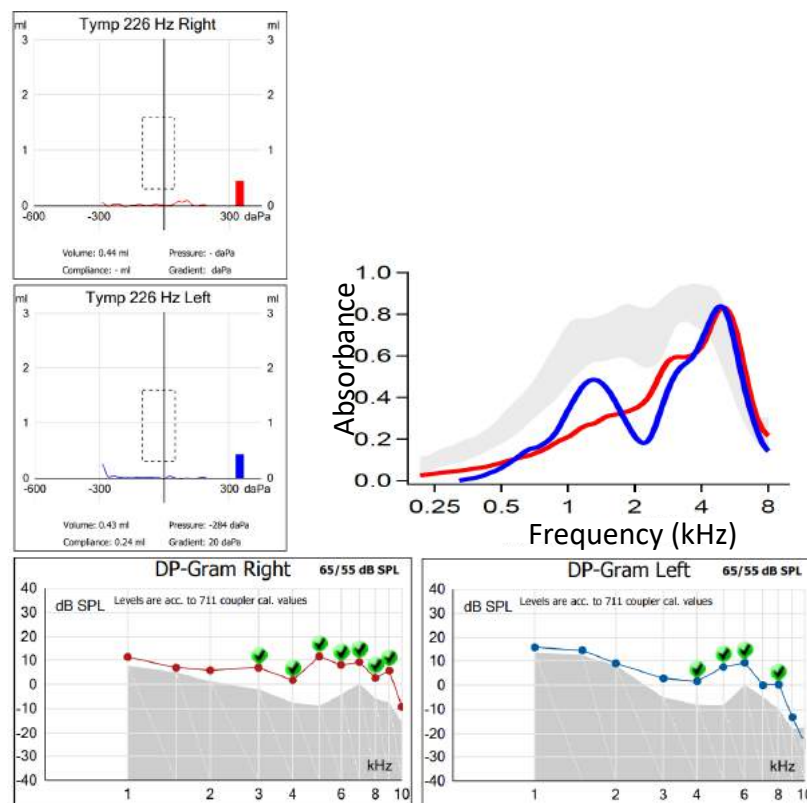 Tymp 226 Hz Right
ml ml
3 3
2 2
1 1
0 0
-600 -300 0 300 daPa
Volume: 0.44 ml Pressure: - daPa
Compliance: - ml Gradient: daPa
Tymp 226 Hz Left
ml ml
3 3
2 2
1 1
0 0
-600 -300 0 300 daPa
Volume: 0.43 ml Pressure: -284 daPa
Compliance: 0.24 ml Gradient: 20 daPa
Absorbance
1.0
0.8
0.6
0.4
0.2
0.0
0.25 0.5 1 2 4 8
Frequency (kHz)
DP-Gram Right 65/55 dB SPL
dB SPL Levels are acc. to 711 coupler cal. values
40
30
20
10
0
-10
-20
-30
-40
kHz
1 2 3 4 5 6 8 10
DP-Gram Left 65/55 dB SPL
dB SPL Levels are acc. to 711 coupler cal. values
40
30
20
10
0
-10
-20
-30
-40
kHz
1 2 3 4 6 8 10